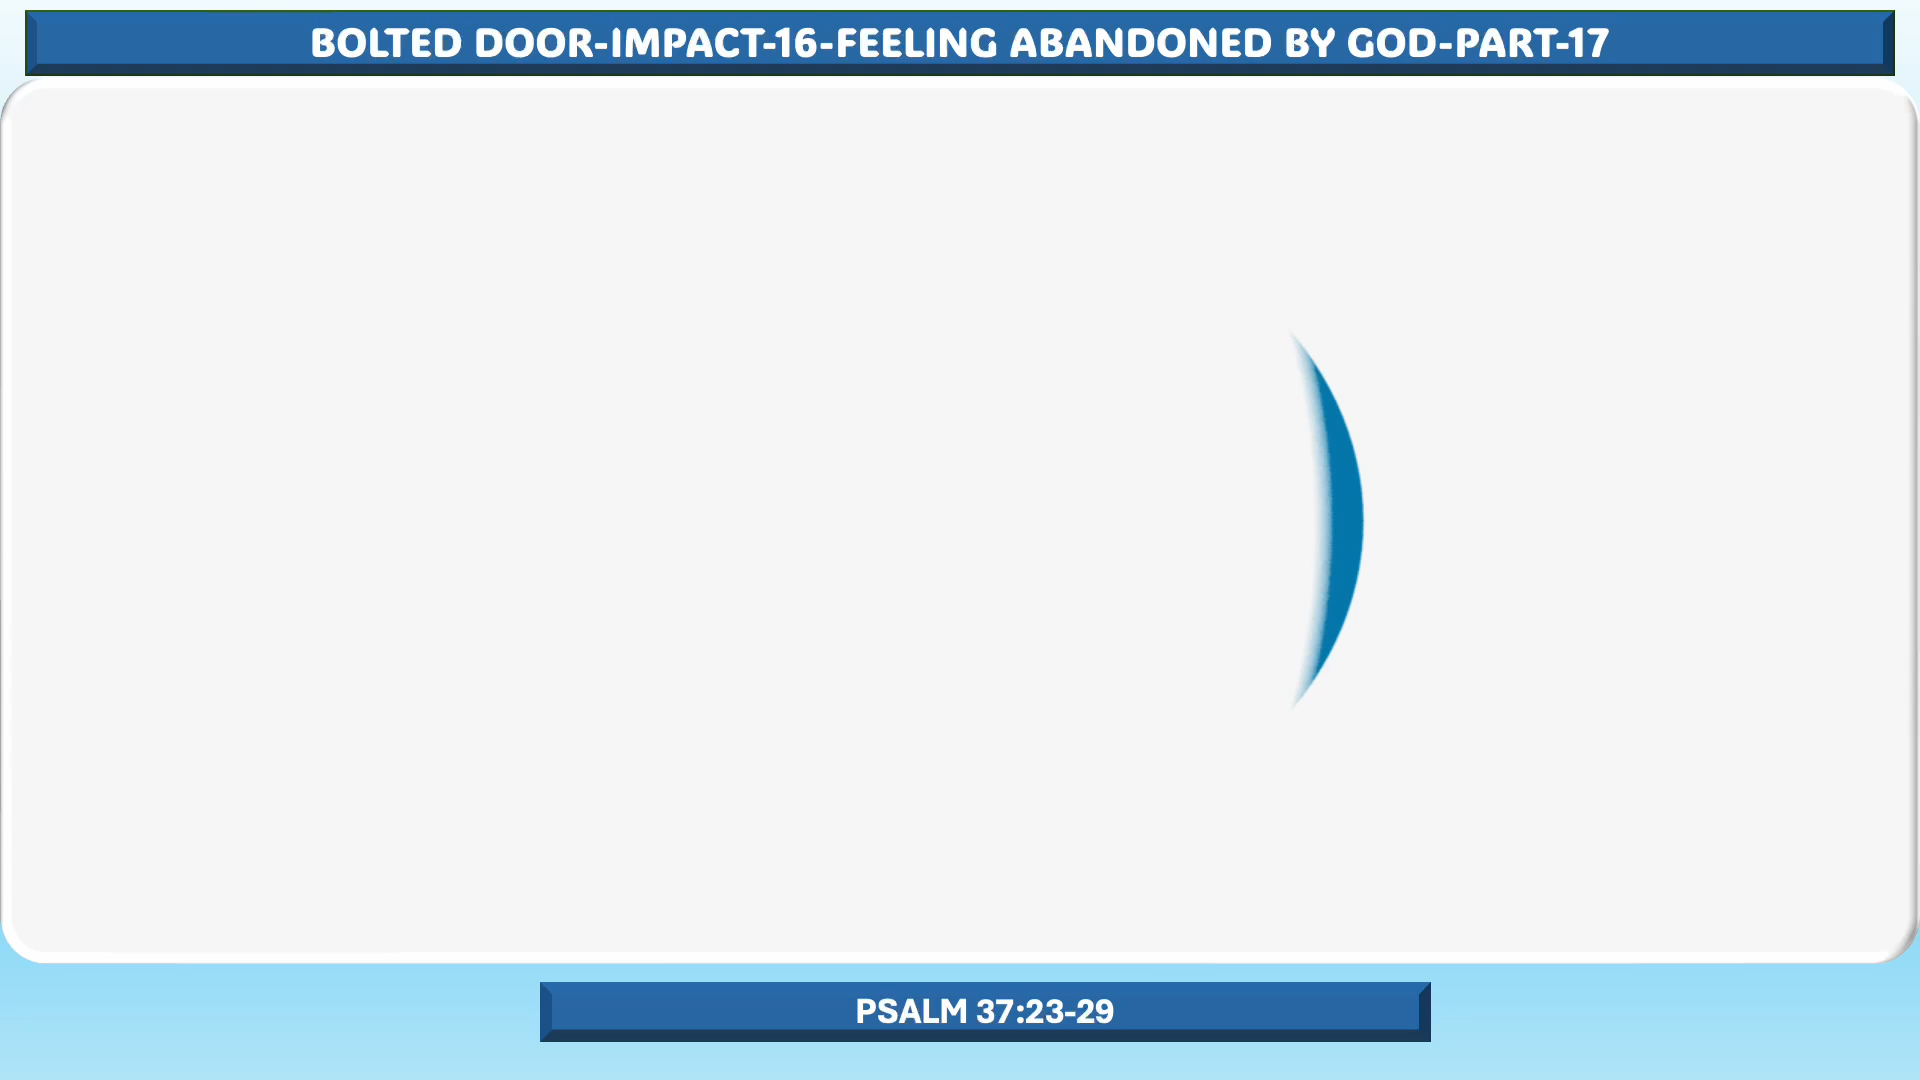 BOLTED DOOR-IMPACT-16-FEELING ABANDONED BY GOD-PART-17
PSALM 37:23-29